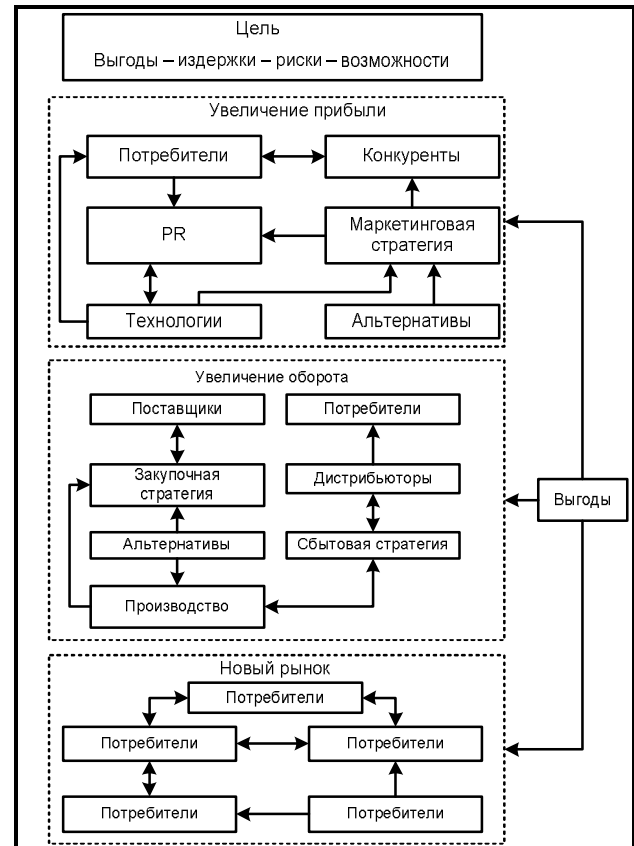 Цель
Выгоды – издержки – риски – возможности
Увеличение прибыли
Потребители
Конкуренты
PR
Маркетинговая
стратегия
Технологии
Альтернативы
Увеличение оборота
Поставщики
Потребители
Закупочная
стратегия
Дистрибьюторы
Альтернативы
Сбытовая стратегия
Производство
Выгоды
Новый рынок
Потребители
Потребители
Потребители
Потребители
Потребители